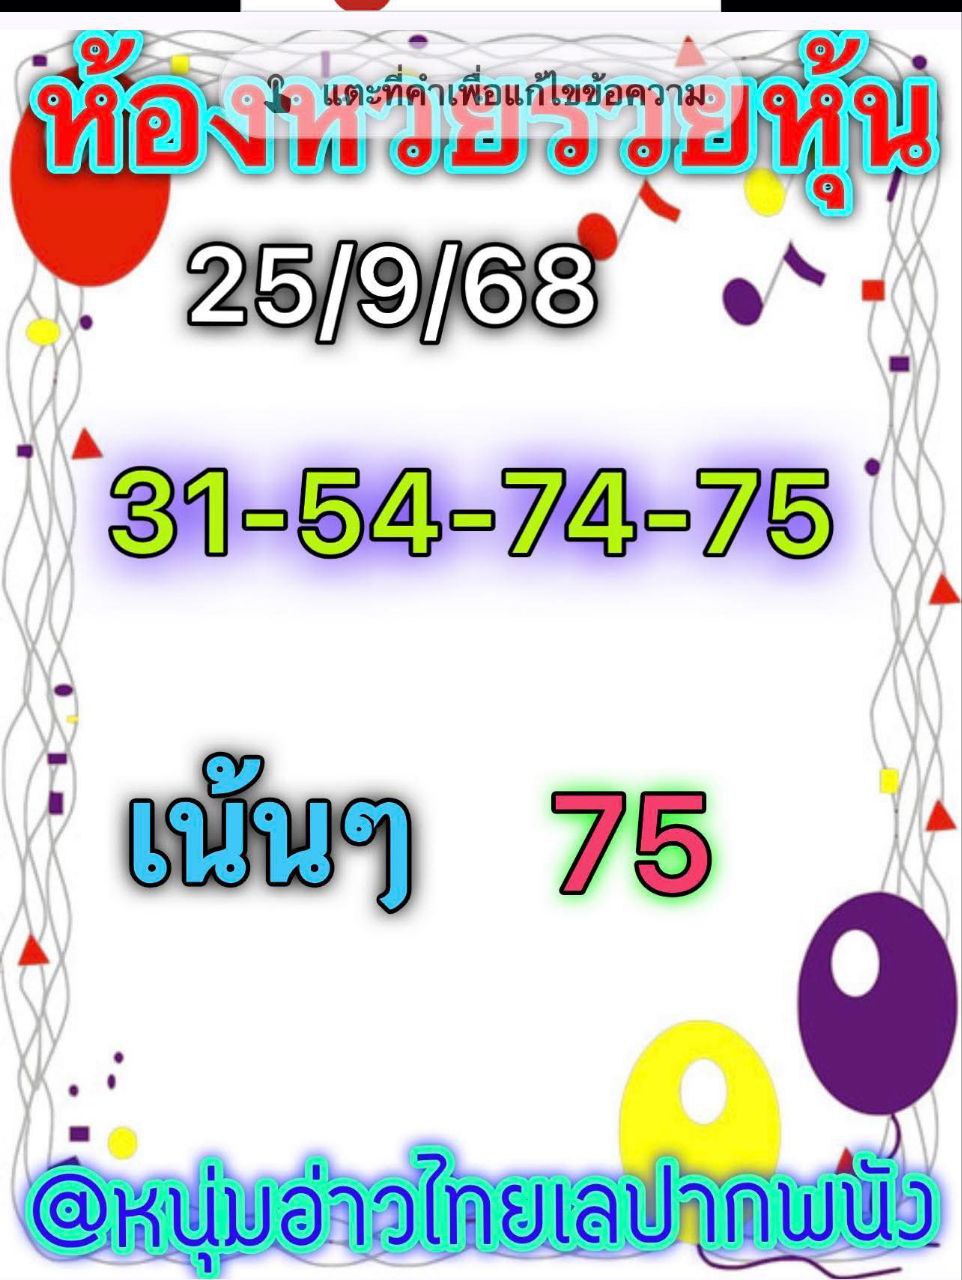 แตะที่คำเพื่อแก้ไขข้อความ
ห้องหวยรวยหุ้น
25/9/68
31-54-74-75
เน้นๆ 75
@หนุ่มอ่าวไทยเลปากพนัง